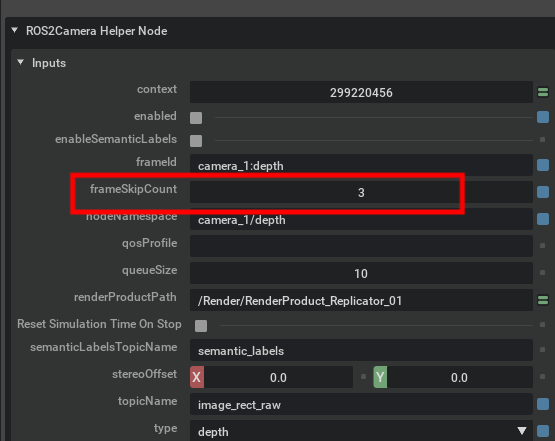 ROS2Camera Helper Node
Inputs
context 299220456
enabled
enableSemanticLabels
frameId camera_1:depth
frameSkipCount 3
nodeNamespace camera_1/depth
qosProfile
queueSize 10
renderProductPath /Render/RenderProduct_Replicator_01
Reset Simulation Time On Stop
semanticLabelsTopicName semantic_labels
stereoOffset X 0.0 Y 0.0
topicName image_rect_raw
type depth